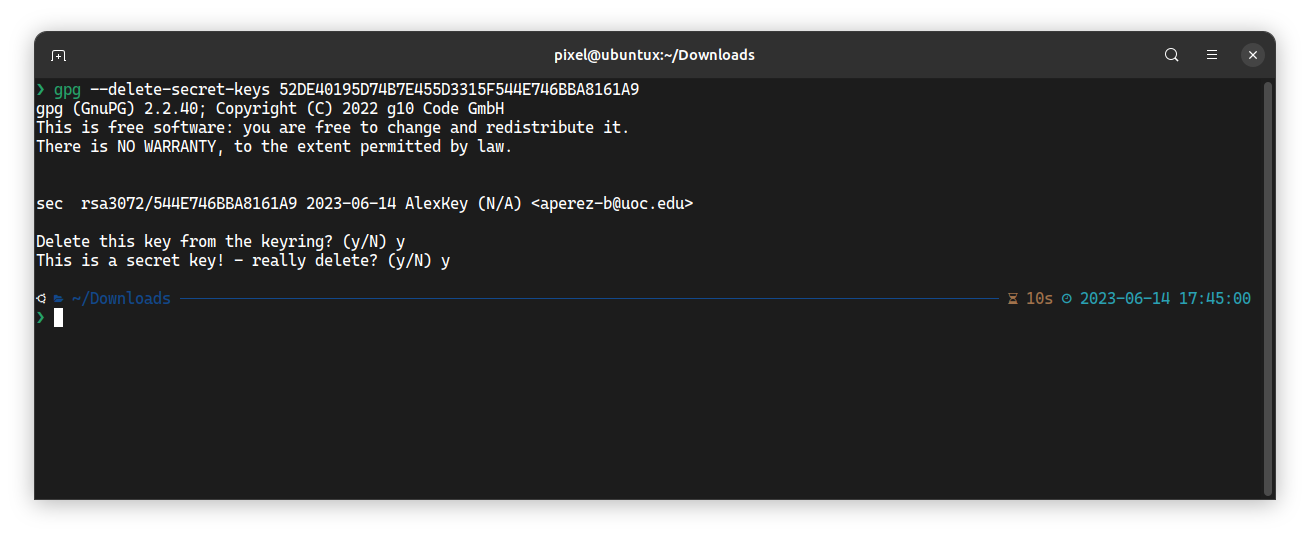 pixel@ubuntux:~/Downloads
❯ gpg --delete-secret-keys 52DE40195D74B7E455D3315F544E746BBA8161A9
gpg (GnuPG) 2.2.40; Copyright (C) 2022 g10 Code GmbH
This is free software: you are free to change and redistribute it.
There is NO WARRANTY, to the extent permitted by law.
sec  rsa3072/544E746BBA8161A9 2023-06-14 AlexKey (N/A) <aperez-b@uoc.edu>
Delete this key from the keyring? (y/N) y
This is a secret key! - really delete? (y/N) y
~/Downloads 10s 2023-06-14 17:45:00
❯